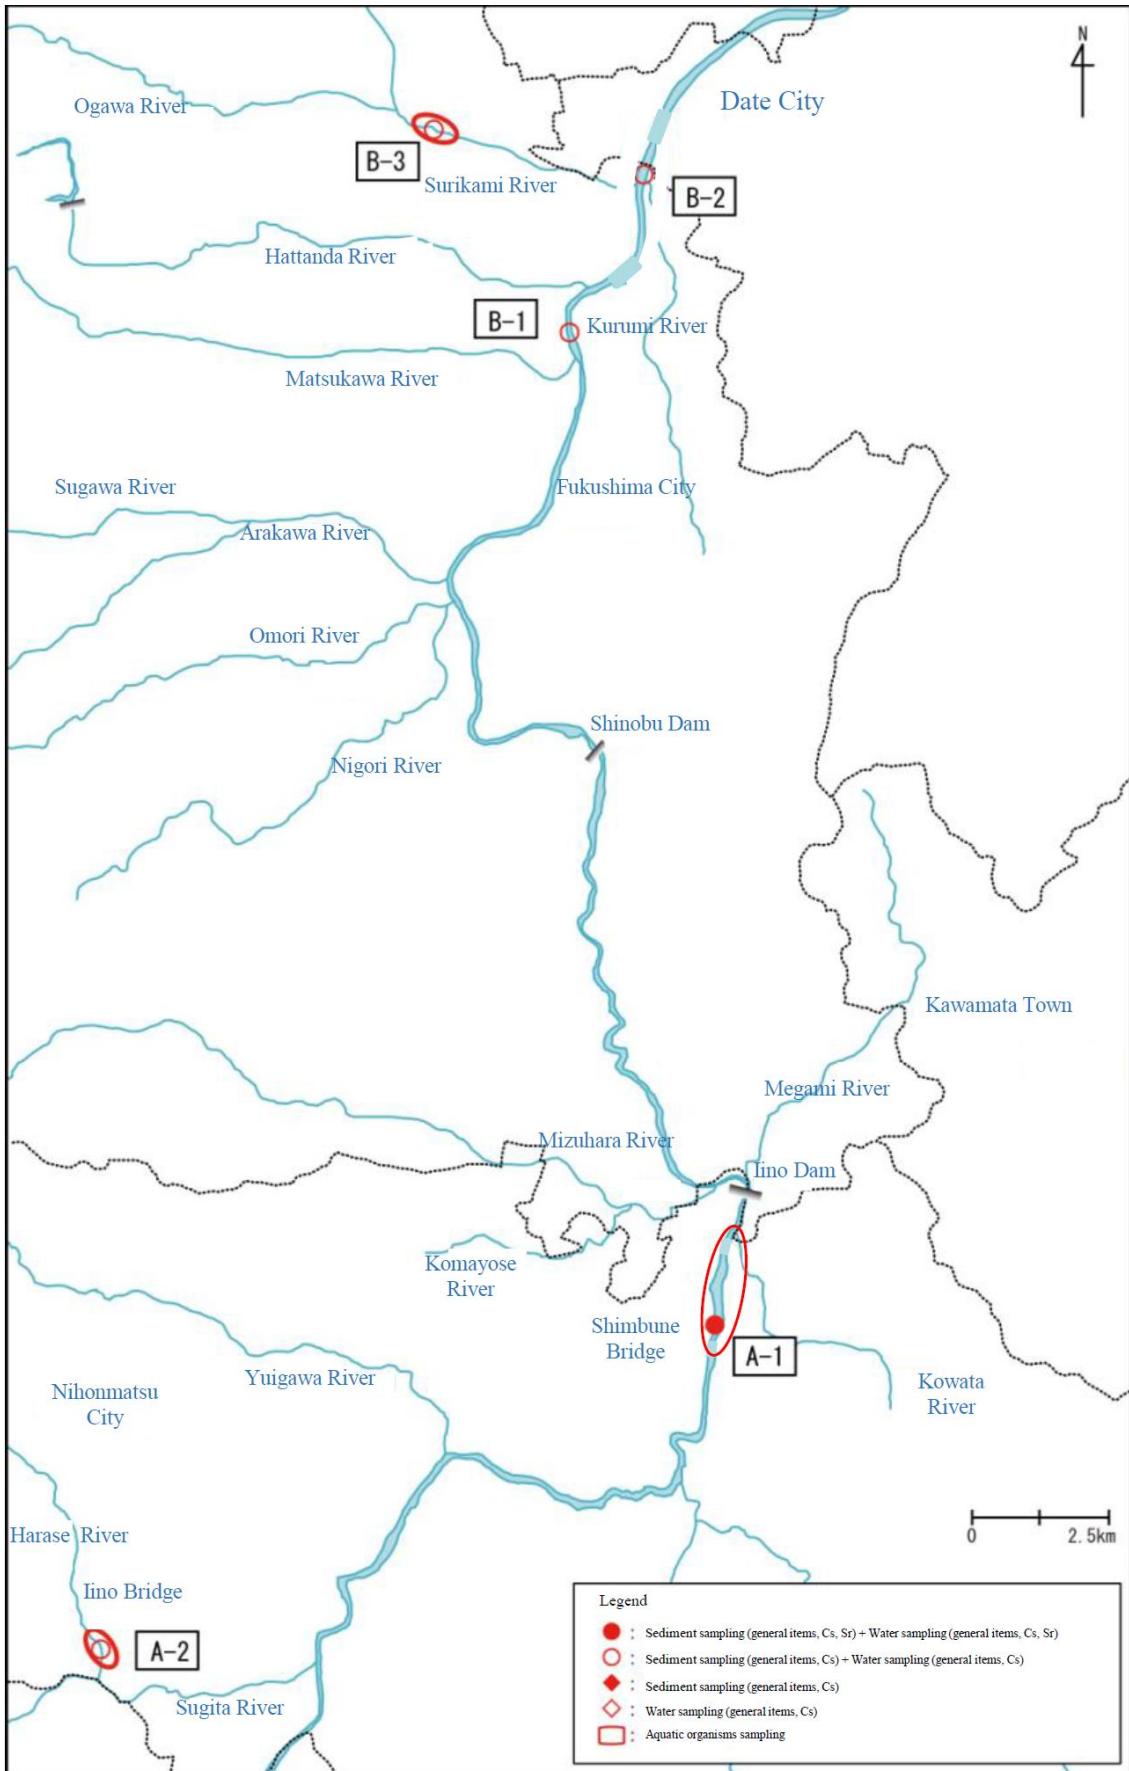 N
Date City
Ogawa River
B-3
Surikami River
B-2
Hattanda River
B-1
Kurumi River
Matsukawa River
Sugawa River
Fukushima City
Arakawa River
Omori River
Shinobu Dam
Nigori River
Kawamata Town
Megami River
Mizuhara River
Iino Dam
Komayose
River
Shimbune
Bridge
A-1
Yuigawa River
Kowata
River
Nihonmatsu
City
Harase River
0
2.5km
Iino Bridge
A-2
Sugita River
Legend
: Sediment sampling (general items, Cs, Sr) + Water sampling (general items, Cs, Sr)
: Sediment sampling (general items, Cs) + Water sampling (general items, Cs)
: Sediment sampling (general items, Cs)
: Water sampling (general items, Cs)
: Aquatic organisms sampling